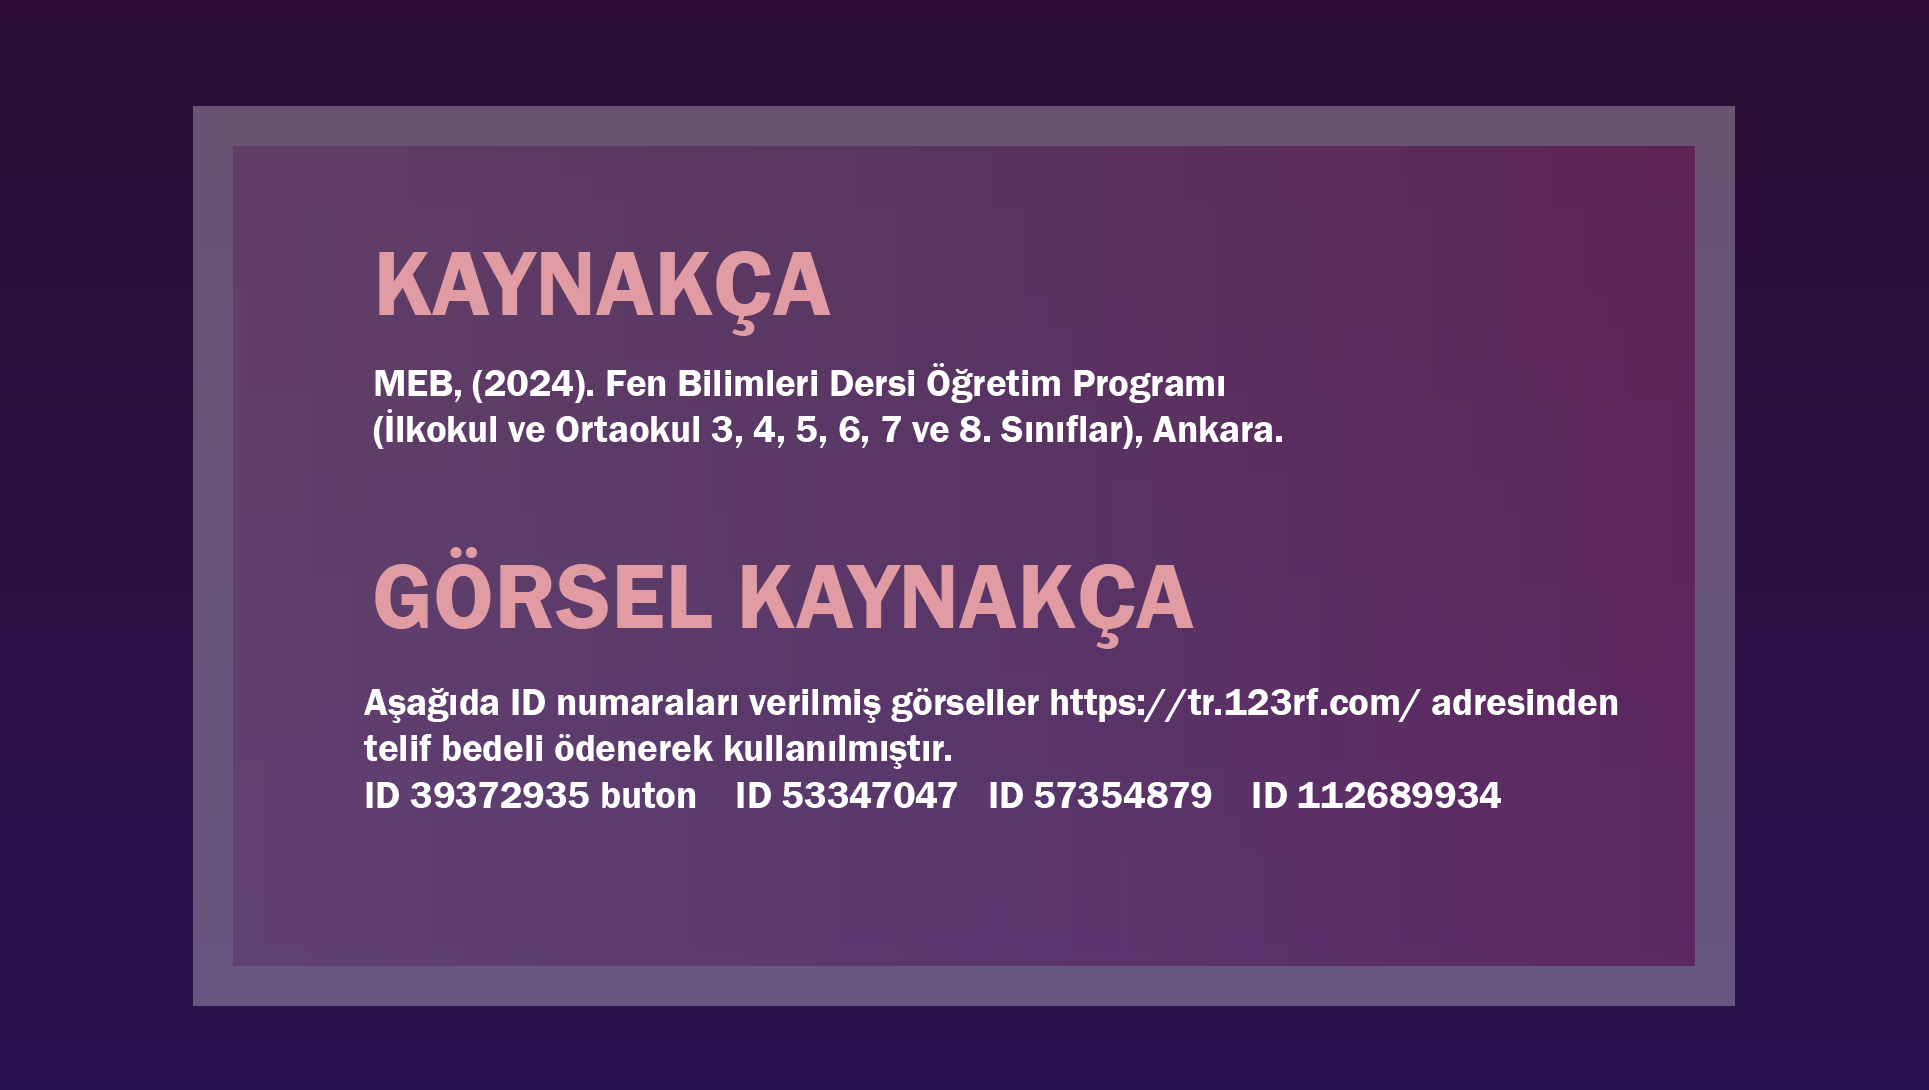 KAYNAKÇA
MEB, (2024). Fen Bilimleri Dersi Öğretim Programı
(İlkokul ve Ortaokul 3, 4, 5, 6, 7 ve 8. Sınıflar), Ankara.
GÖRSEL KAYNAKÇA
Aşağıda ID numaraları verilmiş görseller https://tr.123rf.com/ adresinden
telif bedeli ödenerek kullanılmıştır.
ID 39372935 buton ID 53347047 ID 57354879 ID 112689934